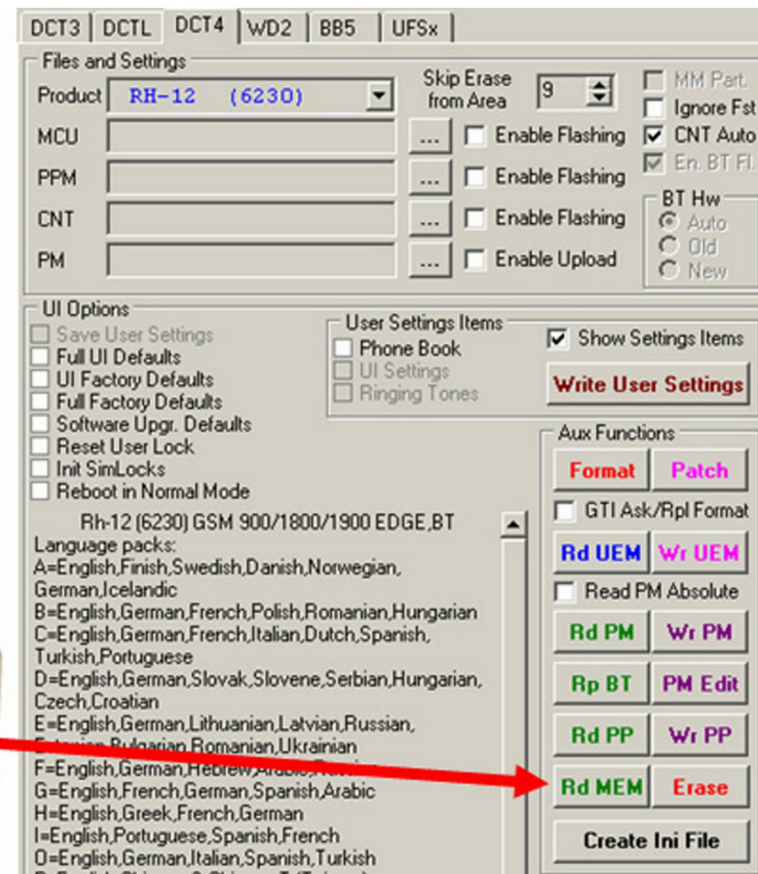 DCT3 DCTL DCT4 WD2 BB5 UFSx
Files and Settings
Product RH-12 (6230)
Skip Erase from Area 9
MM Part.
Ignore Fst
CNT Auto
En. BT Fl.
MCU ... Enable Flashing
PPM ... Enable Flashing
CNT ... Enable Flashing
PM ... Enable Upload
BT Hw
Auto
Old
New
UI Options
Save User Settings
Full UI Defaults
UI Factory Defaults
Full Factory Defaults
Software Upgr. Defaults
Reset User Lock
Init SimLocks
Reboot in Normal Mode
User Settings Items
Phone Book
UI Settings
Ringing Tones
Show Settings Items
Write User Settings
Rh-12 (6230) GSM 900/1800/1900 EDGE,BT
Language packs:
A=English,Finish,Swedish,Danish,Norwegian,
German,Icelandic
B=English,German,French,Polish,Romanian,Hungarian
C=English,German,French,Italian,Dutch,Spanish,
Turkish,Portuguese
D=English,German,Slovak,Slovene,Serbian,Hungarian,
Czech,Croatian
E=English,German,Lithuanian,Latvian,Russian,
Bulgarian,Romanian,Ukrainian
F=English,German,Hebrew,
G=English,French,German,Spanish,Arabic
H=English,Greek,French,German
I=English,Portuguese,Spanish,French
O=English,German,Italian,Spanish,Turkish
Aux Functions
Format Patch
GTI Ask/Rpl Format
Rd UEM Wr UEM
Read PM Absolute
Rd PM Wr PM
Rp BT PM Edit
Rd PP Wr PP
Rd MEM Erase
Create Ini File